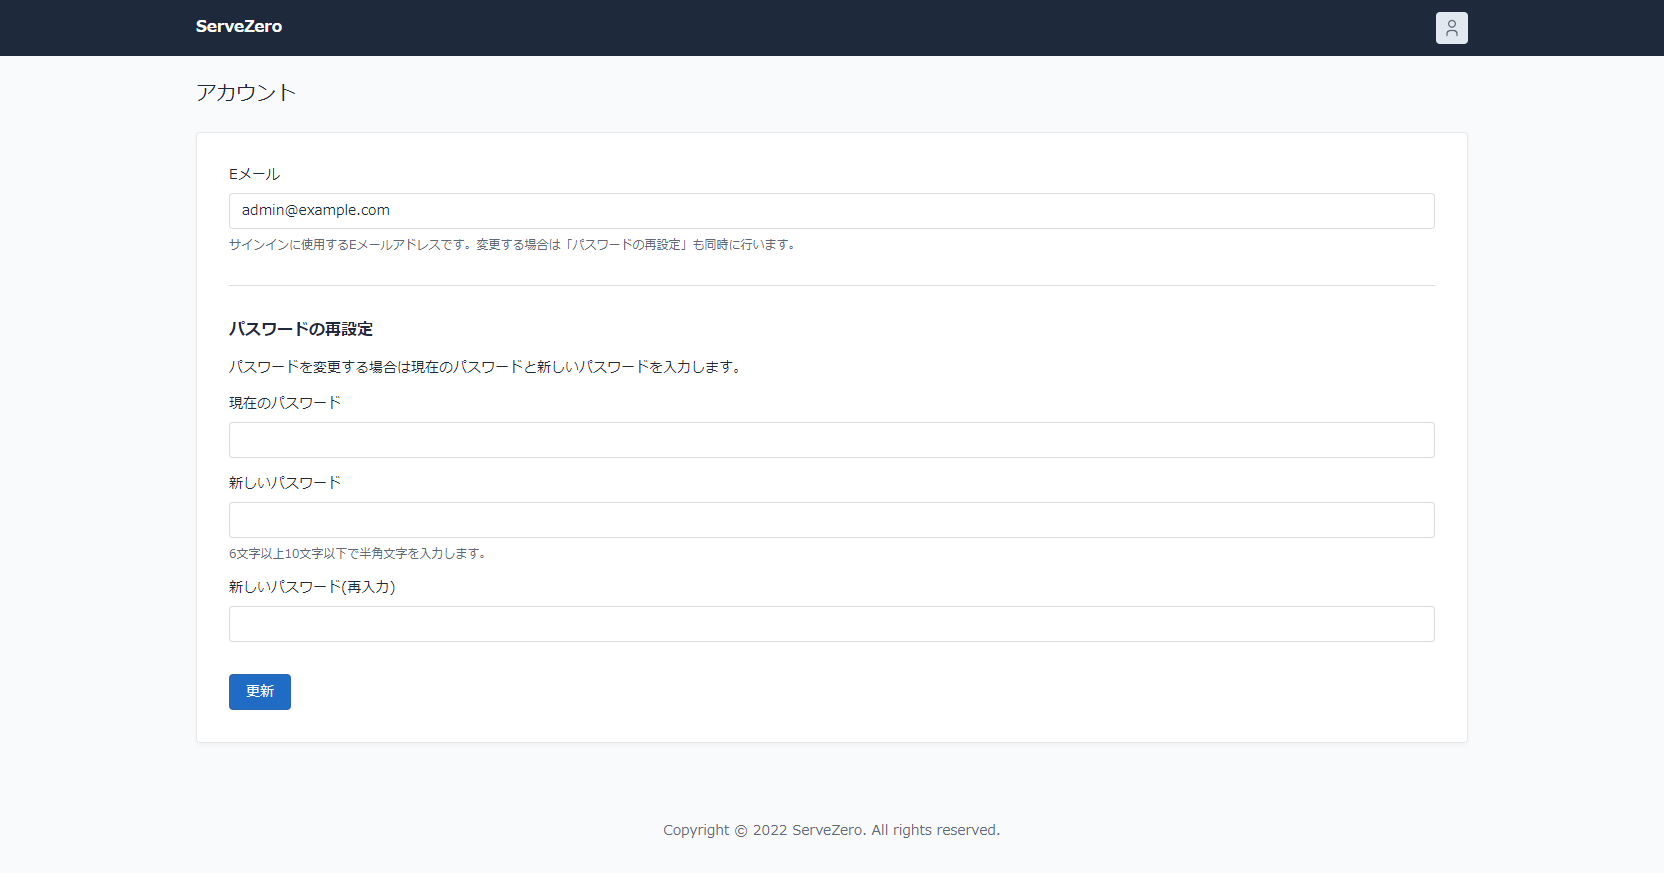 ServeZero
アカウント
Eメール
admin@example.com
サインインに使用するEメールアドレスです。変更する場合は「パスワードの再設定」も同時に行います。
パスワードの再設定
パスワードを変更する場合は現在のパスワードと新しいパスワードを入力します。
現在のパスワード
新しいパスワード
6文字以上10文字以下で半角文字を入力します。
新しいパスワード(再入力)
更新
Copyright © 2022 ServeZero. All rights reserved.